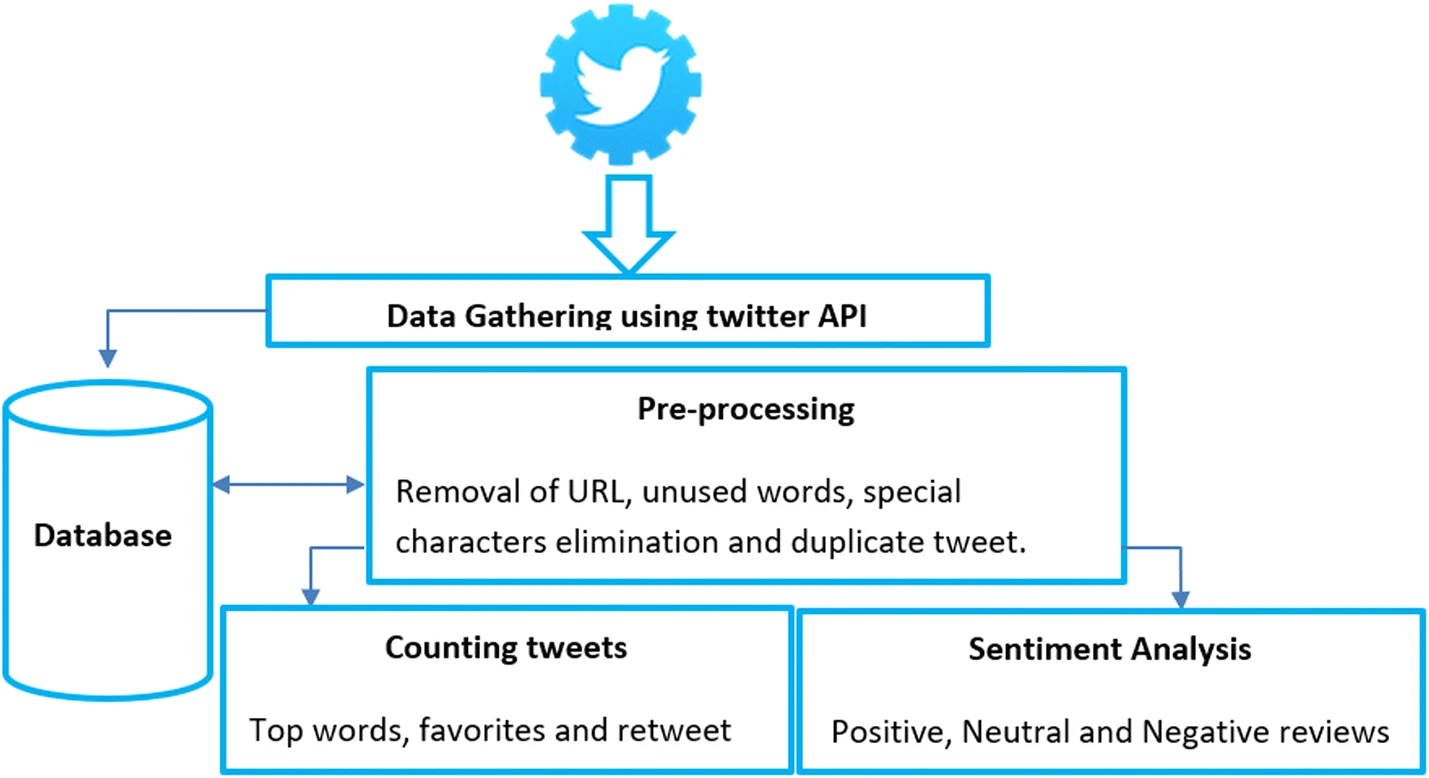 Data Gathering using twitter API
Pre-processing
Removal of URL, unused words, special
characters elimination and duplicate tweet.
Database
Counting tweets
Top words, favorites and retweet
Sentiment Analysis
Positive, Neutral and Negative reviews